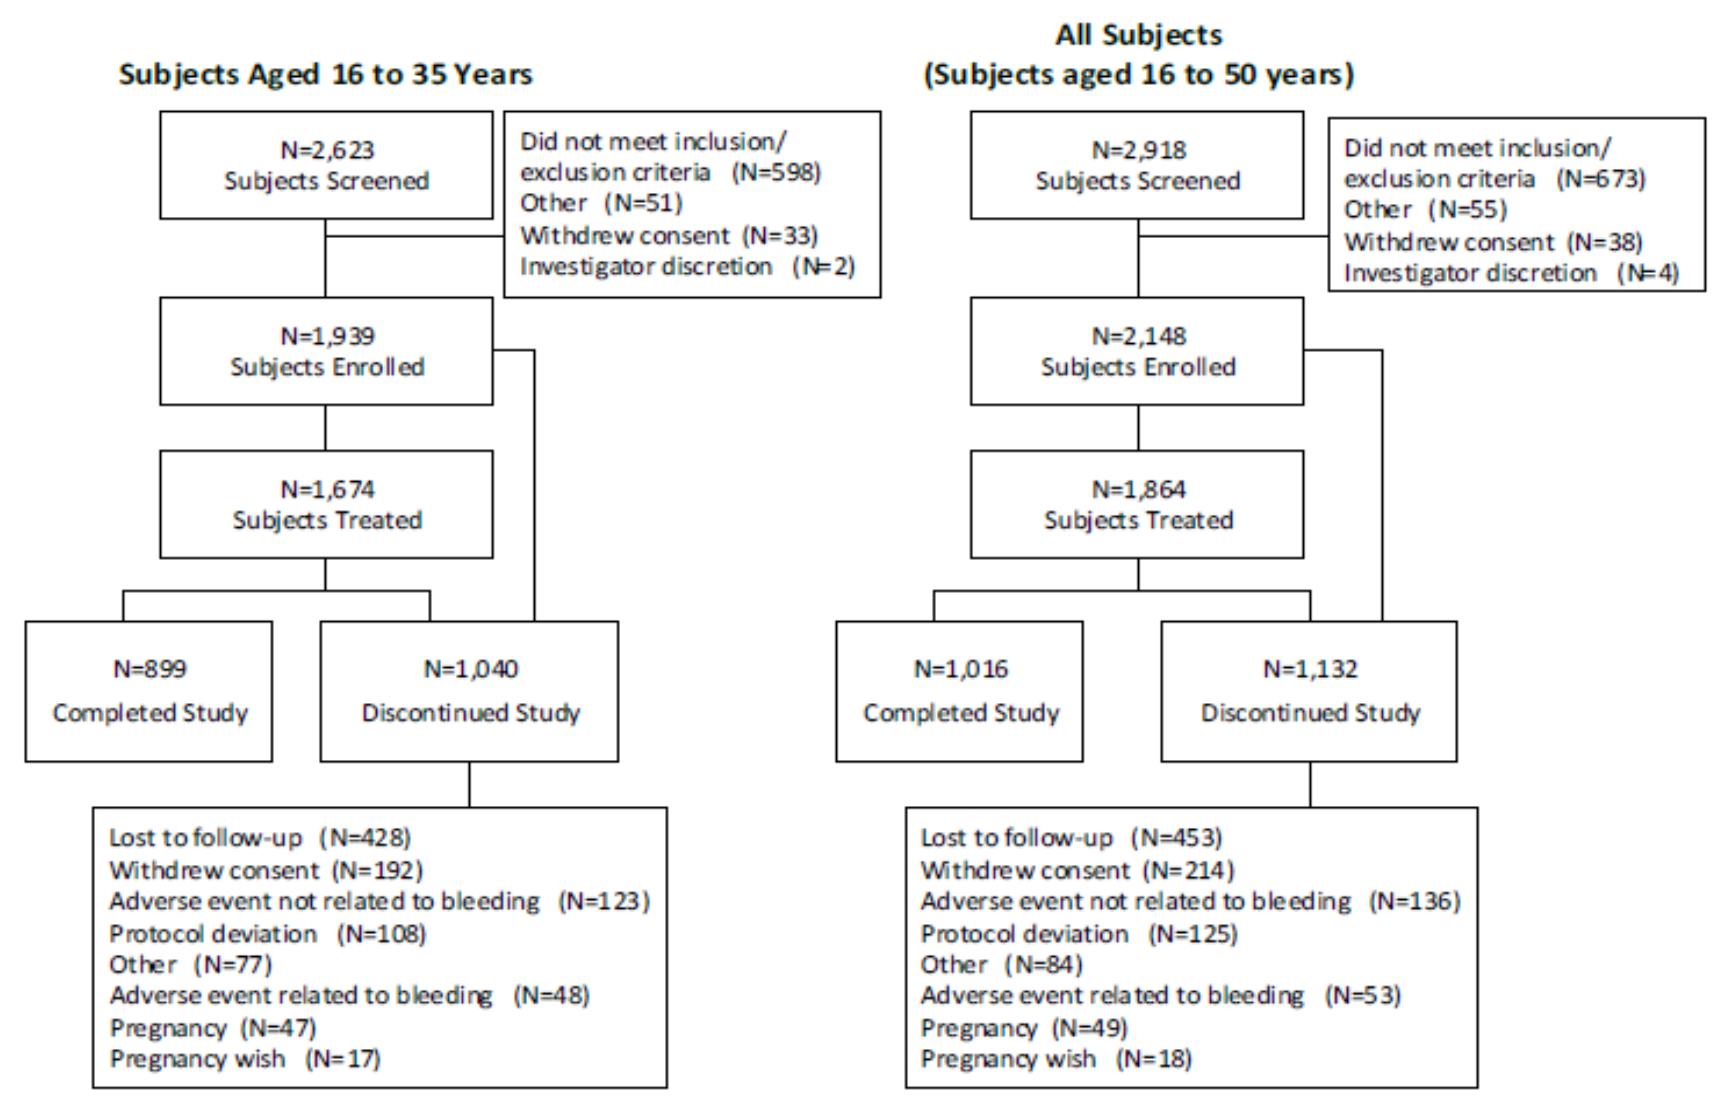 Subjects Aged 16 to 35 Years
N=2,623
Subjects Screened
Did not meet inclusion/
exclusion criteria (N=598)
Other (N=51)
Withdrew consent (N=33)
Investigator discretion (N=2)
N=1,939
Subjects Enrolled
N=1,674
Subjects Treated
N=899
Completed Study
N=1,040
Discontinued Study
Lost to follow-up (N=428)
Withdrew consent (N=192)
Adverse event not related to bleeding (N=123)
Protocol deviation (N=108)
Other (N=77)
Adverse event related to bleeding (N=48)
Pregnancy (N=47)
Pregnancy wish (N=17)
All Subjects
(Subjects aged 16 to 50 years)
N=2,918
Subjects Screened
Did not meet inclusion/
exclusion criteria (N=673)
Other (N=55)
Withdrew consent (N=38)
Investigator discretion (N=4)
N=2,148
Subjects Enrolled
N=1,864
Subjects Treated
N=1,016
Completed Study
N=1,132
Discontinued Study
Lost to follow-up (N=453)
Withdrew consent (N=214)
Adverse event not related to bleeding (N=136)
Protocol deviation (N=125)
Other (N=84)
Adverse event related to bleeding (N=53)
Pregnancy (N=49)
Pregnancy wish (N=18)